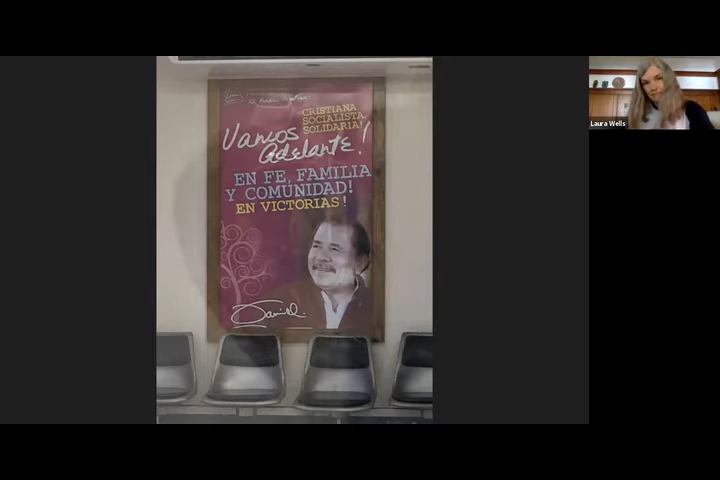 CRISTIANA
SOCIALISTA
SOLIDARIA!
Vamos
adelante!
EN FE, FAMILIA
Y COMUNIDAD!
EN VICTORIAS!
Daniel
Laura Wells